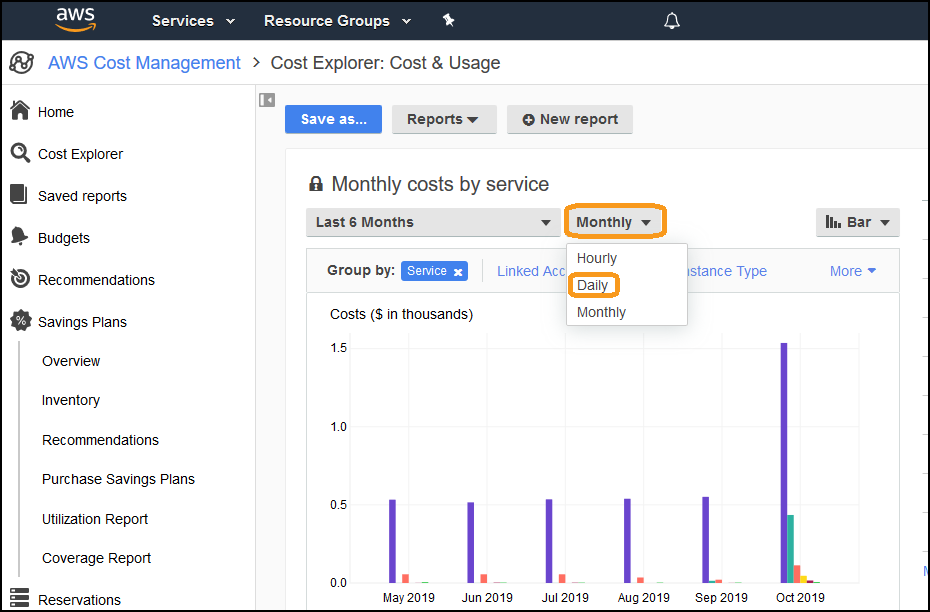 aws Services Resource Groups
AWS Cost Management > Cost Explorer: Cost & Usage
Home
Cost Explorer
Saved reports
Budgets
Recommendations
% Savings Plans
Overview
Inventory
Recommendations
Purchase Savings Plans
Utilization Report
Coverage Report
Reservations
Save as... Reports New report
Monthly costs by service
Last 6 Months Monthly Bar
Hourly
Daily
Monthly
Group by: Service × Linked Acc Type More
Costs ($ in thousands)
1.5
1.0
0.5
0.0
May 2019 Jun 2019 Jul 2019 Aug 2019 Sep 2019 Oct 2019